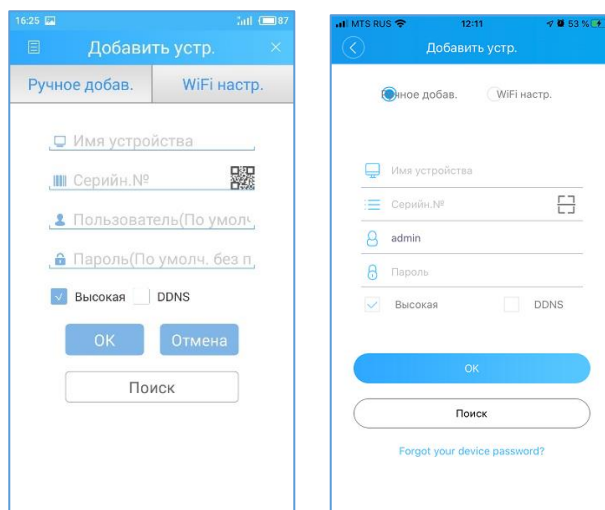 16:25 87
Добавить устр.
Ручное добав. WiFi настр.
Имя устройства
Серийн.№
Пользователь(По умолч.
Пароль(По умолч. без п
Высокая DDNS
OK Отмена
Поиск
MTS RUS 12:11 53 %
Добавить устр.
Ручное добав. WiFi настр.
Имя устройства
Серийн.№
admin
Пароль
Высокая DDNS
OK
Поиск
Forgot your device password?